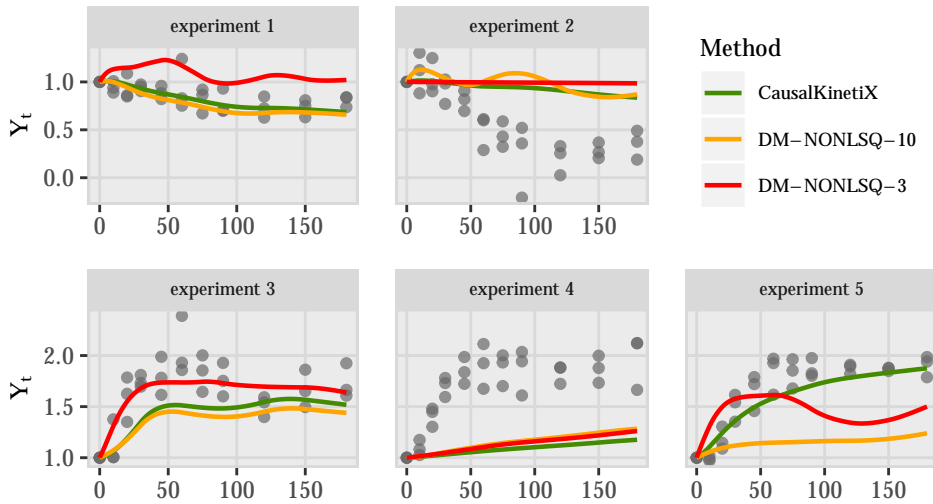 experiment 1
experiment 2
Y_t
1.0
0.5
0.0
0
50
100
150
0
50
100
150
Method
CausalKinetiX
DM−NONLSQ−10
DM−NONLSQ−3
experiment 3
experiment 4
experiment 5
Y_t
2.0
1.5
1.0
0
50
100
150
0
50
100
150
0
50
100
150